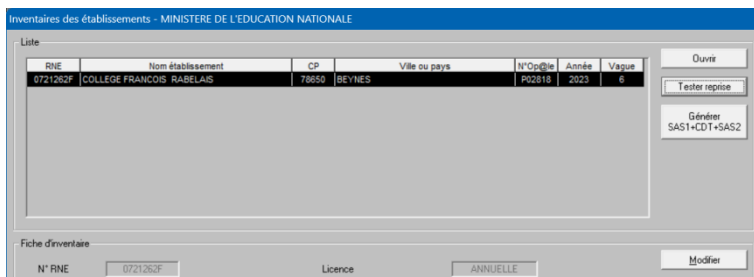 Inventaires des établissements - MINISTERE DE L'EDUCATION NATIONALE
Liste
RNE Nom établissement CP Ville ou pays N°Op@le Année Vague
0721262F COLLEGE FRANCOIS RABELAIS 78650 BEYNES P02818 2023 6
Ouvrir
Tester reprise
Générer
SAS1+CDT+SAS2
Fiche d'inventaire
N° RNE 0721262F Licence ANNUELLE
Modifier